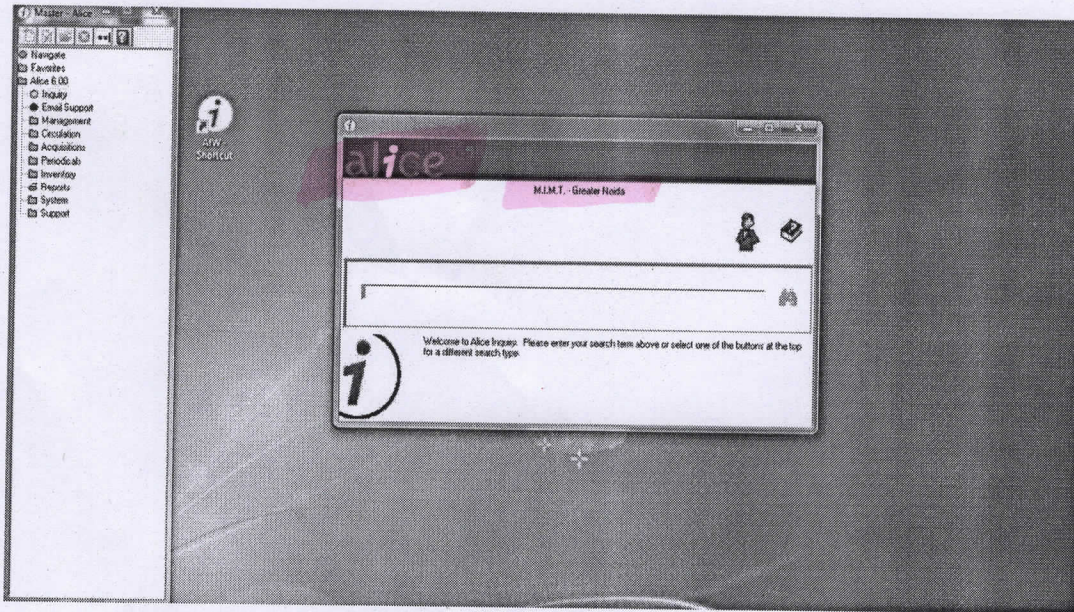 Master - Alice
Navigate
Favorites
Alice 6.00
Inquiry
Email Support
Management
Circulation
Acquisitions
Periodicals
Inventory
Reports
System
Support
AfW - Shortcut
alice
M.I.M.T. - Greater Noida
Welcome to Alice Inquiry. Please enter your search term above or select one of the buttons at the top
for a different search type.